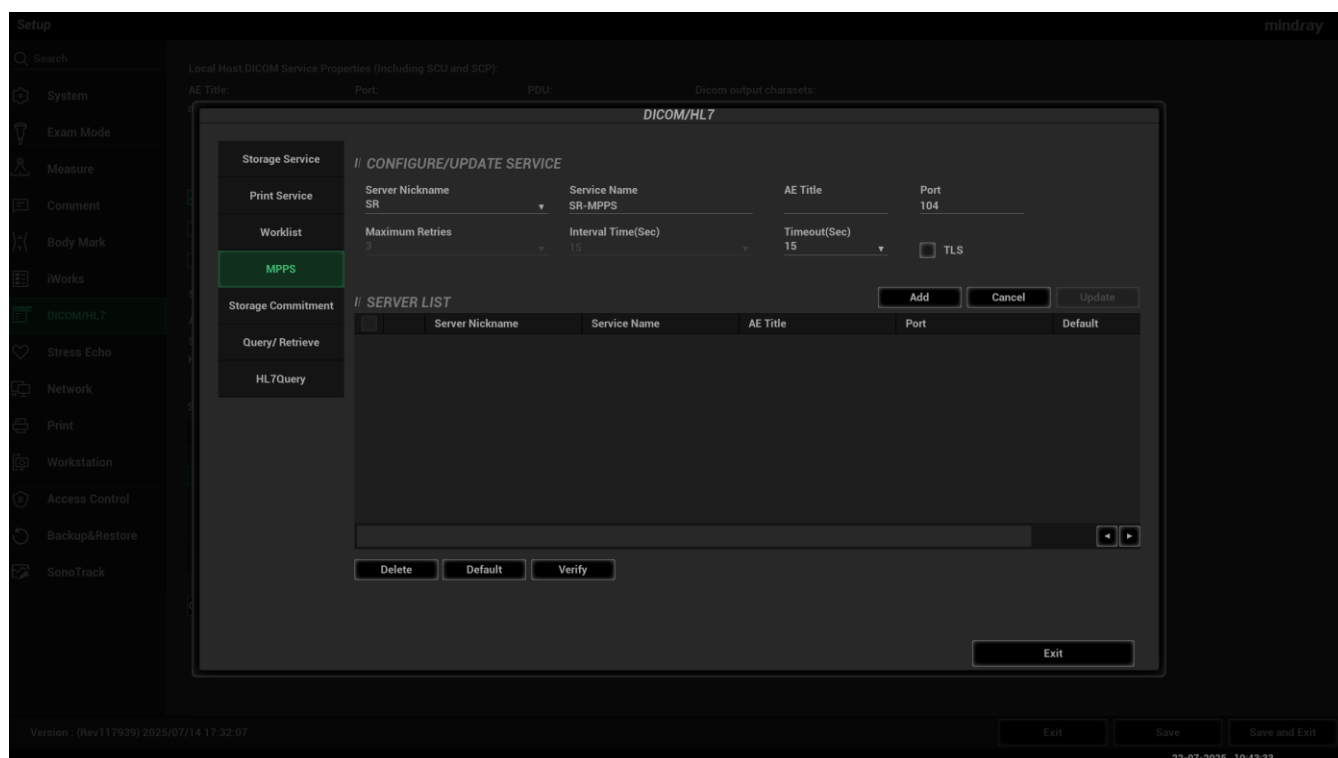 Setup
mindray
Search
Local Host DICOM Service Properties (Including SCU and SCP):
System
AE Title: Port: PDU: Dicom output charasets:
DICOM/HL7
Exam Mode
Measure
Comment
Body Mark
iWorks
DICOM/HL7
Stress Echo
Network
Print
Workstation
Access Control
Backup&Restore
SonoTrack
Storage Service
Print Service
Worklist
MPPS
Storage Commitment
Query/ Retrieve
HL7Query
// CONFIGURE/UPDATE SERVICE
Server Nickname Service Name AE Title Port
SR SR-MPPS 104
Maximum Retries Interval Time(Sec) Timeout(Sec)
3 15 15 TLS
// SERVER LIST Add Cancel Update
Server Nickname Service Name AE Title Port Default
Delete Default Verify
Exit
Version : (Rev117939) 2025/07/14 17:32:07 Exit Save Save and Exit